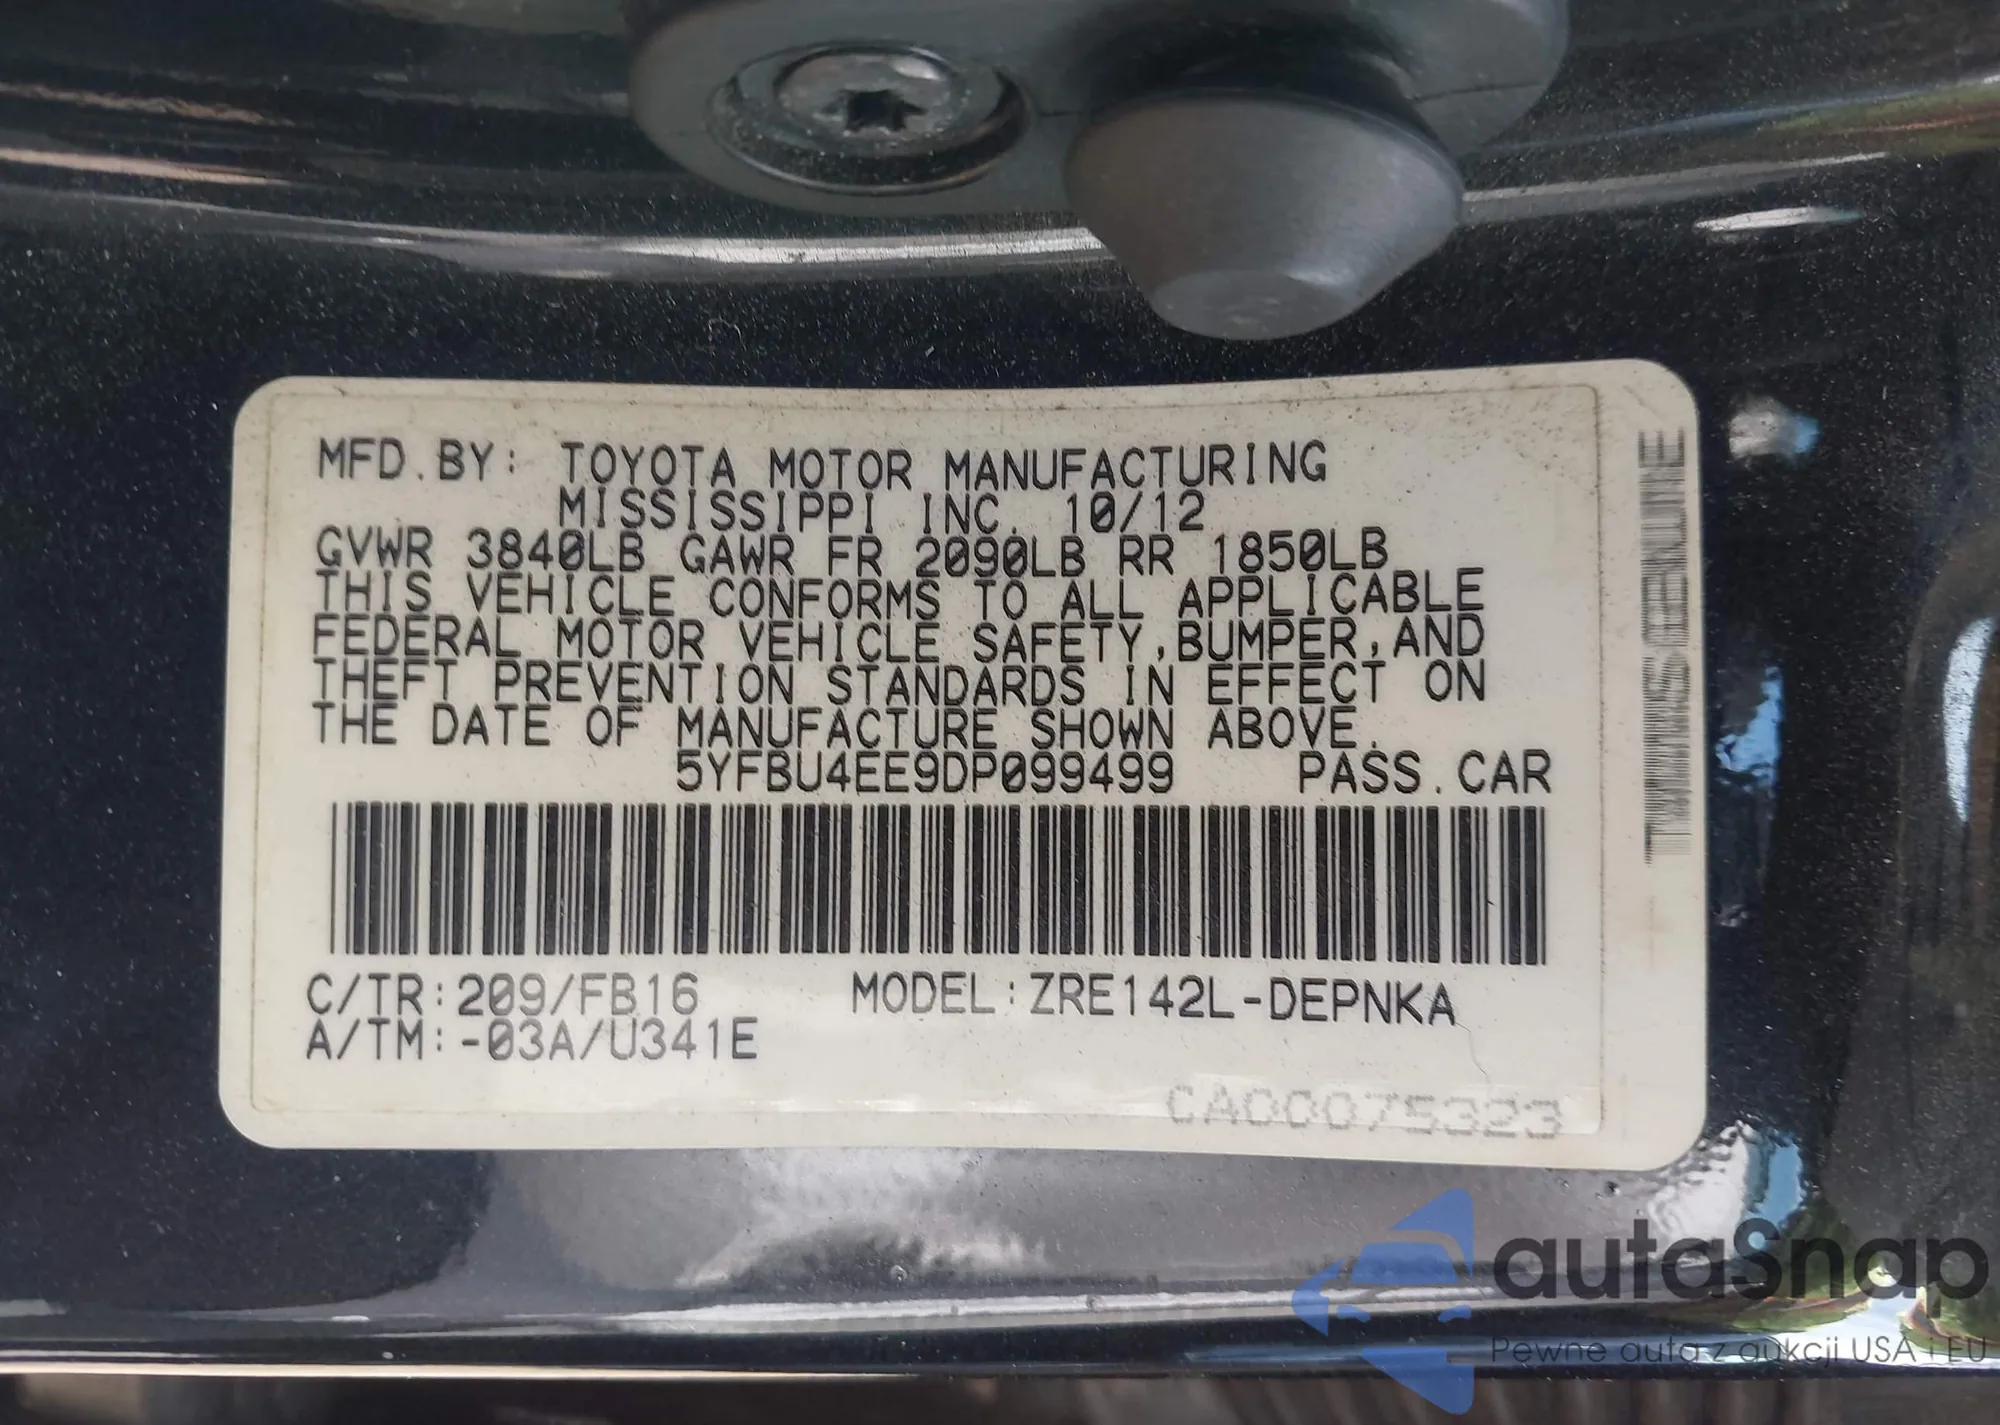 MFD.BY: TOYOTA MOTOR MANUFACTURING
MISSISSIPPI INC. 10/12
GVWR 3840LB GAWR FR 2090LB RR 1850LB
THIS VEHICLE CONFORMS TO ALL APPLICABLE
FEDERAL MOTOR VEHICLE SAFETY,BUMPER,AND
THEFT PREVENTION STANDARDS IN EFFECT ON
THE DATE OF MANUFACTURE SHOWN ABOVE.
5YFBU4EE9DP099499 PASS.CAR
C/TR:209/FB16 MODEL:ZRE142L-DEPNKA
A/TM:-03A/U341E
CA00075323
autaSnap
Pewne auta z aukcji USA i EU